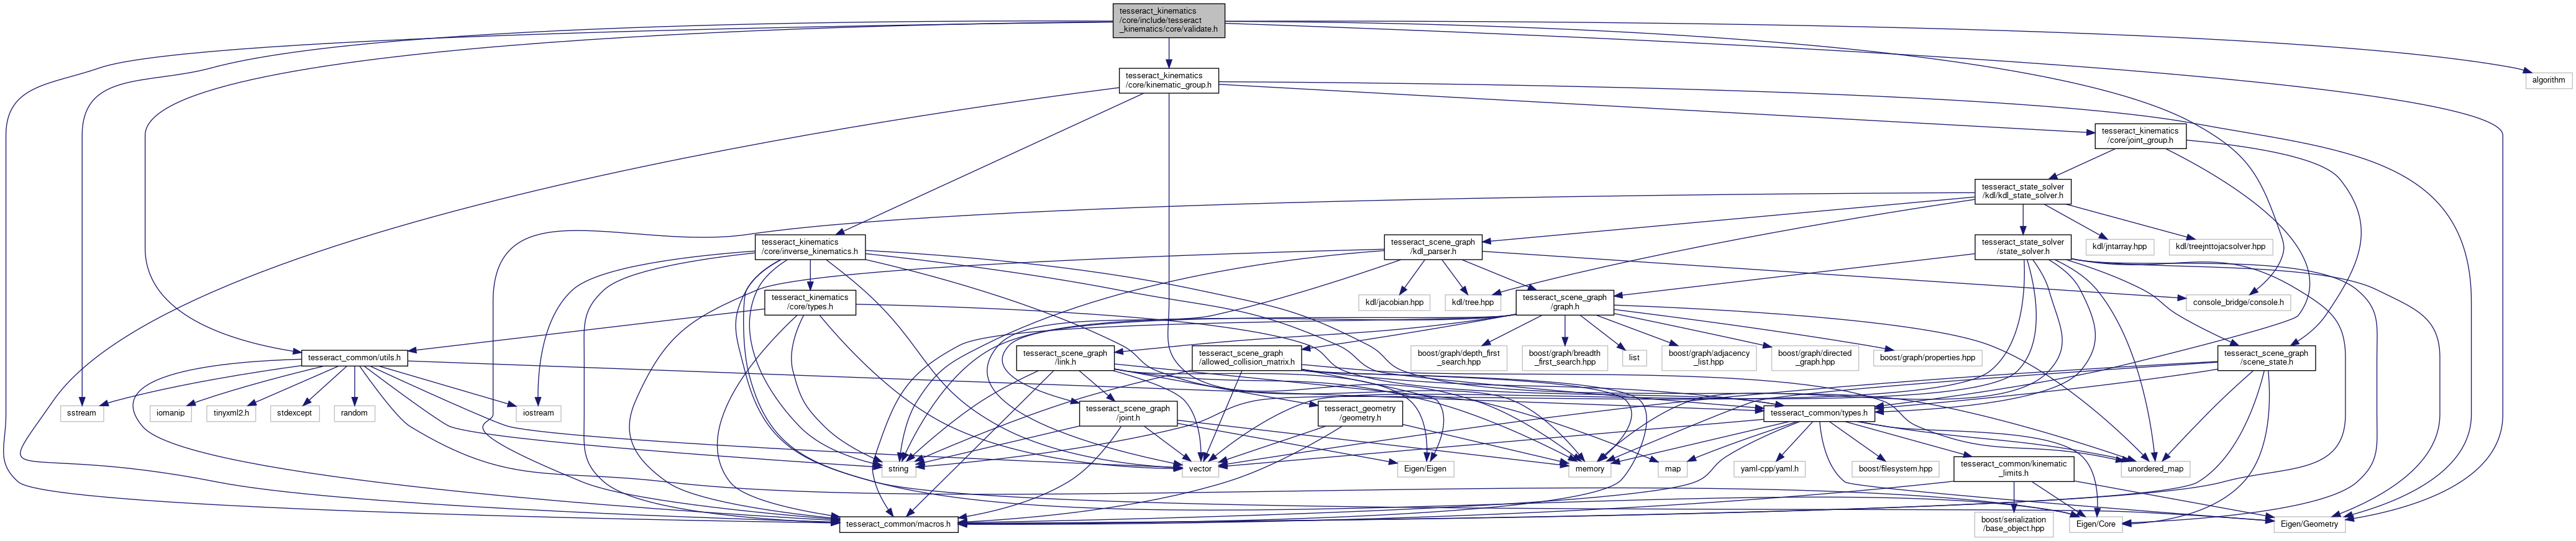 tesseract_kinematics
/core/include/tesseract
_kinematics/core/validate.h
tesseract_kinematics
/core/kinematic_group.h
algorithm
tesseract_kinematics
/core/joint_group.h
tesseract_state_solver
/kdl/kdl_state_solver.h
tesseract_kinematics
/core/inverse_kinematics.h
tesseract_scene_graph
/kdl_parser.h
tesseract_state_solver
/state_solver.h
kdl/jntarray.hpp
kdl/treejnttojacsolver.hpp
tesseract_kinematics
/core/types.h
kdl/jacobian.hpp
kdl/tree.hpp
tesseract_scene_graph
/graph.h
console_bridge/console.h
tesseract_common/utils.h
tesseract_scene_graph
/link.h
tesseract_scene_graph
/allowed_collision_matrix.h
boost/graph/depth_first
_search.hpp
boost/graph/breadth
_first_search.hpp
list
boost/graph/adjacency
_list.hpp
boost/graph/directed
_graph.hpp
boost/graph/properties.hpp
tesseract_scene_graph
/scene_state.h
sstream
iomanip
tinyxml2.h
stdexcept
random
iostream
tesseract_scene_graph
/joint.h
tesseract_geometry
/geometry.h
tesseract_common/types.h
string
vector
Eigen/Eigen
memory
map
yaml-cpp/yaml.h
boost/filesystem.hpp
tesseract_common/kinematic
_limits.h
unordered_map
tesseract_common/macros.h
boost/serialization
/base_object.hpp
Eigen/Core
Eigen/Geometry